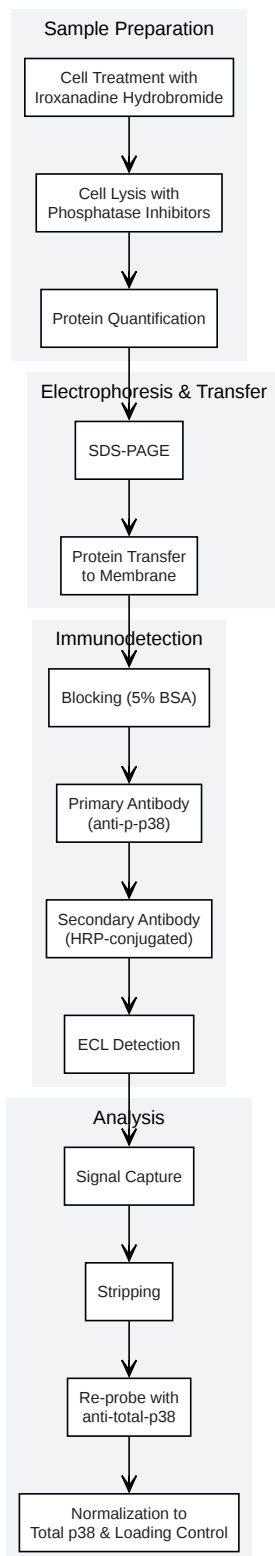 Sample Preparation
Cell Treatment with
Iroxanadine Hydrobromide
Cell Lysis with
Phosphatase Inhibitors
Protein Quantification
Electrophoresis & Transfer
SDS-PAGE
Protein Transfer
to Membrane
Immunodetection
Blocking (5% BSA)
Primary Antibody
(anti-p-p38)
Secondary Antibody
(HRP-conjugated)
ECL Detection
Analysis
Signal Capture
Stripping
Re-probe with
anti-total-p38
Normalization to
Total p38 & Loading Control